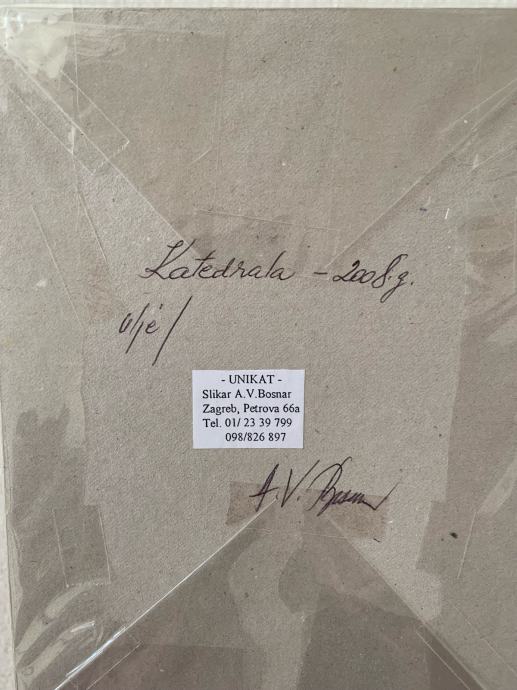 Katedrala - 2008.g.
ulje/
- UNIKAT -
Slikar A.V.Bosnar
Zagreb, Petrova 66a
Tel. 01/ 23 39 799
098/826 897
A.V. Bosnar